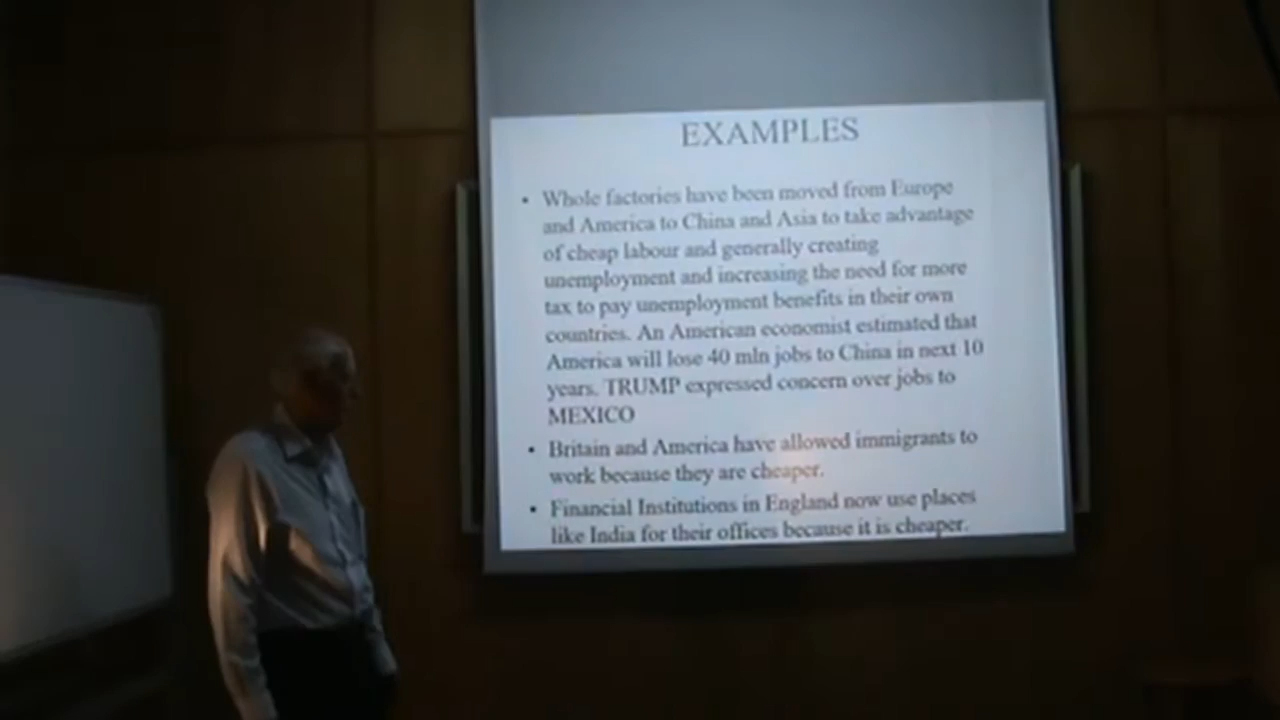 EXAMPLES
• Whole factories have been moved from Europe
and America to China and Asia to take advantage
of cheap labour and generally creating
unemployment and increasing the need for more
tax to pay unemployment benefits in their own
countries. An American economist estimated that
America will lose 40 mln jobs to China in next 10
years. TRUMP expressed concern over jobs to
MEXICO
• Britain and America have allowed immigrants to
work because they are cheaper.
• Financial Institutions in England now use places
like India for their offices because it is cheaper.